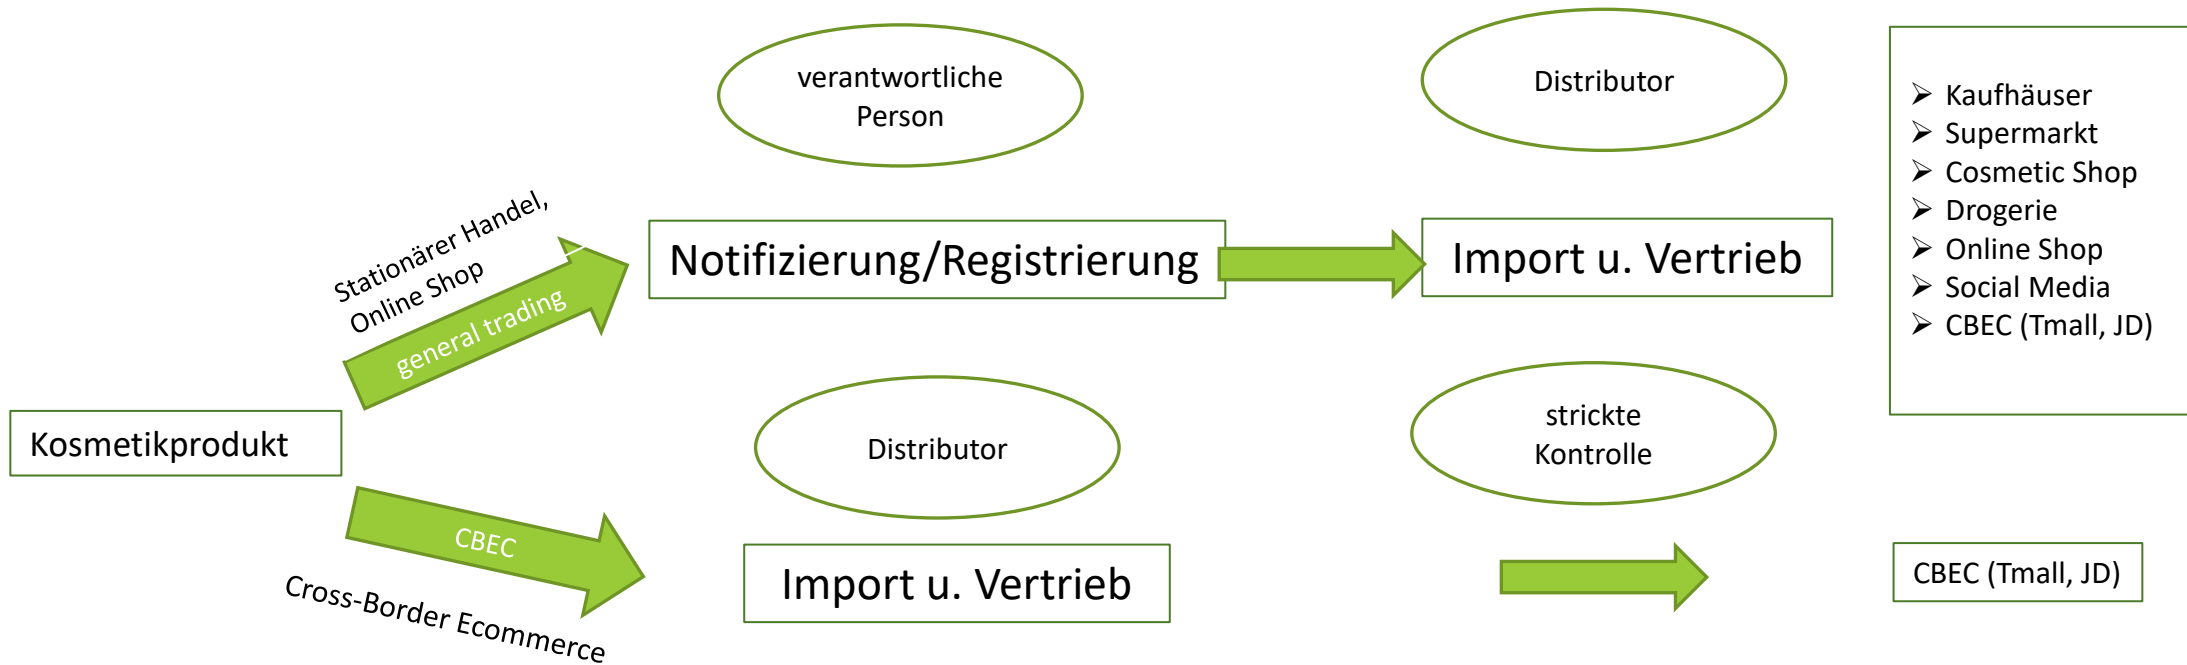 verantwortliche
Person
Distributor
➢ Kaufhäuser
➢ Supermarkt
➢ Cosmetic Shop
➢ Drogerie
➢ Online Shop
➢ Social Media
➢ CBEC (Tmall, JD)
Stationärer Handel,
Online Shop
general trading
Notifizierung/Registrierung
Import u. Vertrieb
Kosmetikprodukt
Distributor
strickte
Kontrolle
CBEC
Cross-Border Ecommerce
Import u. Vertrieb
CBEC (Tmall, JD)